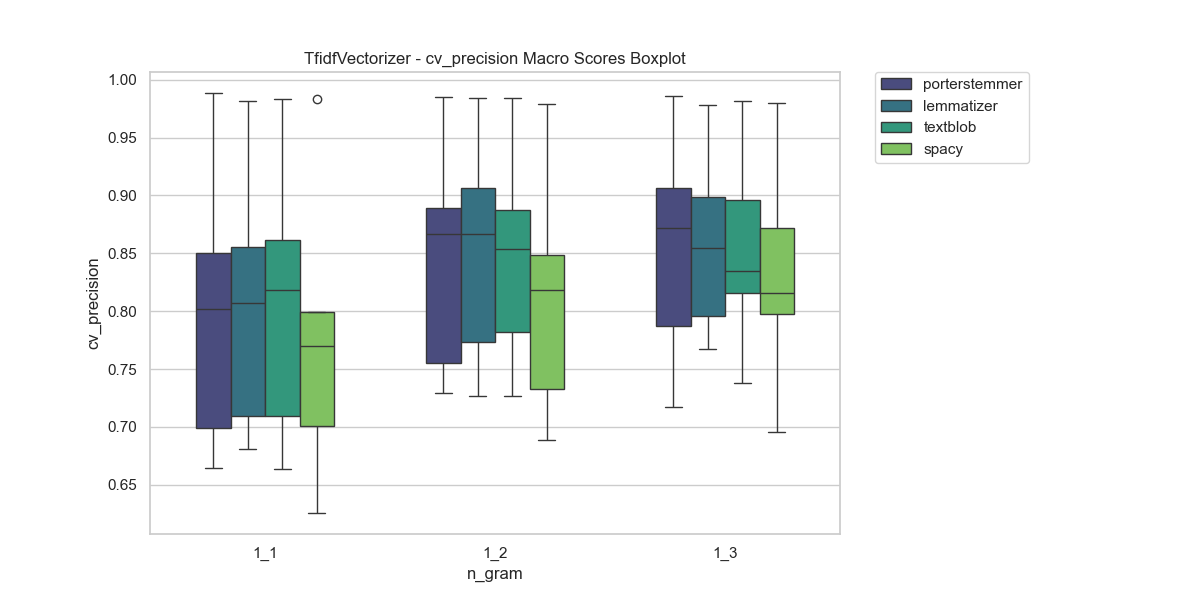 TfidfVectorizer - cv_precision Macro Scores Boxplot
1.00
0.95
0.90
0.85
0.80
0.75
0.70
0.65
cv_precision
1_1 1_2 1_3
n_gram
porterstemmer
lemmatizer
textblob
spacy